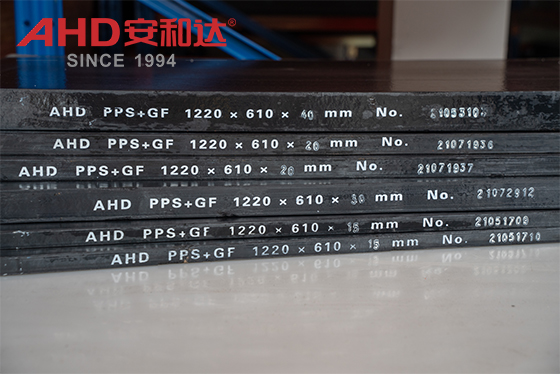 AHD安和达®
SINCE 1994
AHD PPS+GF 1220 × 610 × 40 mm No.
AHD PPS+GF 1220 × 610 × 20 mm No. 21071936
AHD PPS+GF 1220 × 610 × 20 mm No. 21071937
AHD PPS+GF 1220 × 610 × 30 mm No. 21072912
AHD PPS+GF 1220 × 610 × 15 mm No. 21051709
AHD PPS+GF 1220 × 610 × 15 mm No. 21051710